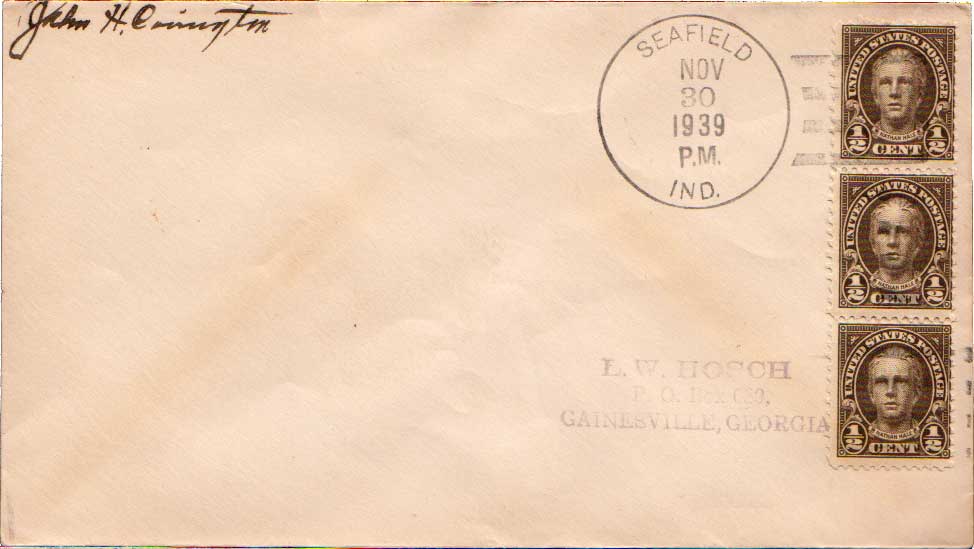 John H. Covington
SEAFIELD
NOV
30
1939
P.M.
IND.
UNITED STATES POSTAGE
NATHAN HALE
1/2 CENT 1/2
UNITED STATES POSTAGE
NATHAN HALE
1/2 CENT 1/2
UNITED STATES POSTAGE
NATHAN HALE
1/2 CENT 1/2
L. W. HOSCH
P. O. Box
GAINESVILLE, GEORGIA